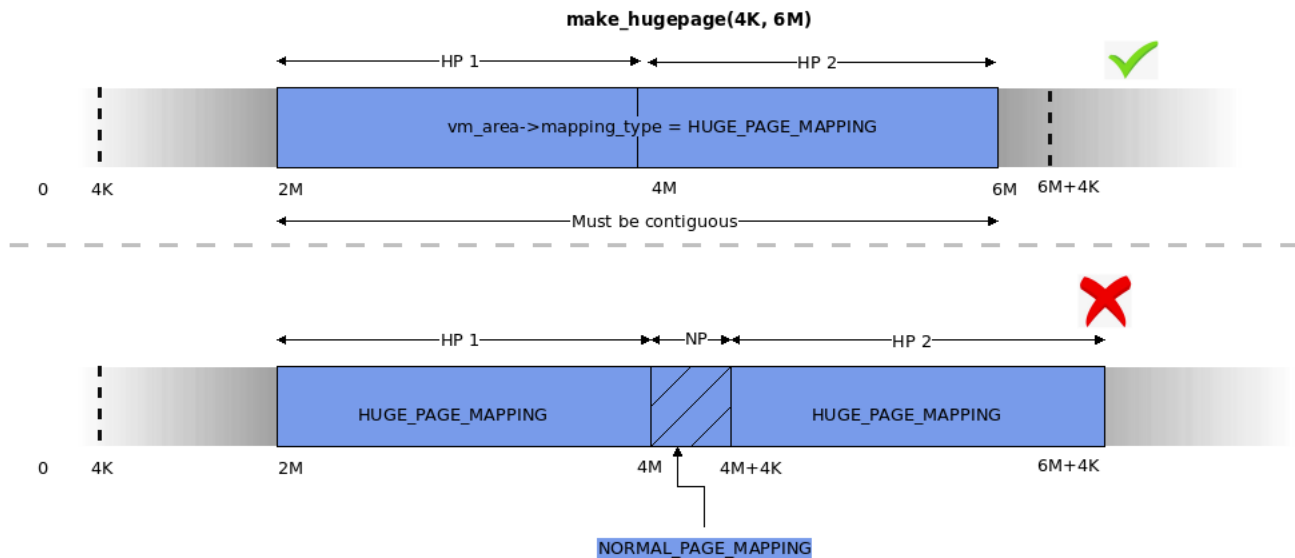 make_hugepage(4K, 6M)
HP 1
HP 2
vm_area->mapping_type = HUGE_PAGE_MAPPING
0
4K
2M
4M
6M
6M+4K
Must be contiguous
HP 1
NP
HP 2
HUGE_PAGE_MAPPING
HUGE_PAGE_MAPPING
0
4K
2M
4M
4M+4K
6M+4K
NORMAL_PAGE_MAPPING